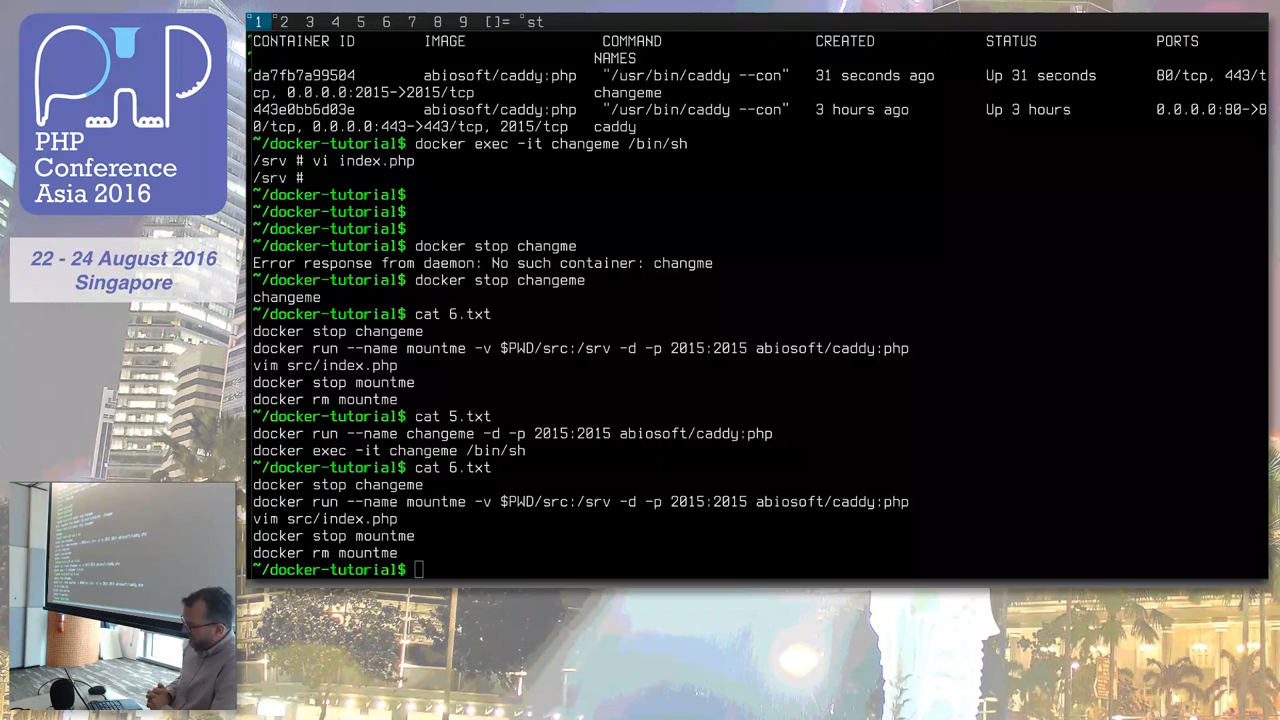 PHP
Conference
Asia 2016
22 - 24 August 2016
Singapore
1 2 3 4 5 6 7 8 9 []= st
CONTAINER ID IMAGE COMMAND CREATED STATUS PORTS
NAMES
da7fb7a99504 abiosoft/caddy:php "/usr/bin/caddy --con" 31 seconds ago Up 31 seconds 80/tcp, 443/t
cp, 0.0.0.0:2015->2015/tcp changeme
443e0bb6d03e abiosoft/caddy:php "/usr/bin/caddy --con" 3 hours ago Up 3 hours 0.0.0.0:80->8
0/tcp, 0.0.0.0:443->443/tcp, 2015/tcp caddy
~/docker-tutorial$ docker exec -it changeme /bin/sh
/srv # vi index.php
/srv #
~/docker-tutorial$
~/docker-tutorial$
~/docker-tutorial$
~/docker-tutorial$ docker stop changme
Error response from daemon: No such container: changme
~/docker-tutorial$ docker stop changeme
changeme
~/docker-tutorial$ cat 6.txt
docker stop changeme
docker run --name mountme -v $PWD/src:/srv -d -p 2015:2015 abiosoft/caddy:php
vim src/index.php
docker stop mountme
docker rm mountme
~/docker-tutorial$ cat 5.txt
docker run --name changeme -d -p 2015:2015 abiosoft/caddy:php
docker exec -it changeme /bin/sh
~/docker-tutorial$ cat 6.txt
docker stop changeme
docker run --name mountme -v $PWD/src:/srv -d -p 2015:2015 abiosoft/caddy:php
vim src/index.php
docker stop mountme
docker rm mountme
~/docker-tutorial$